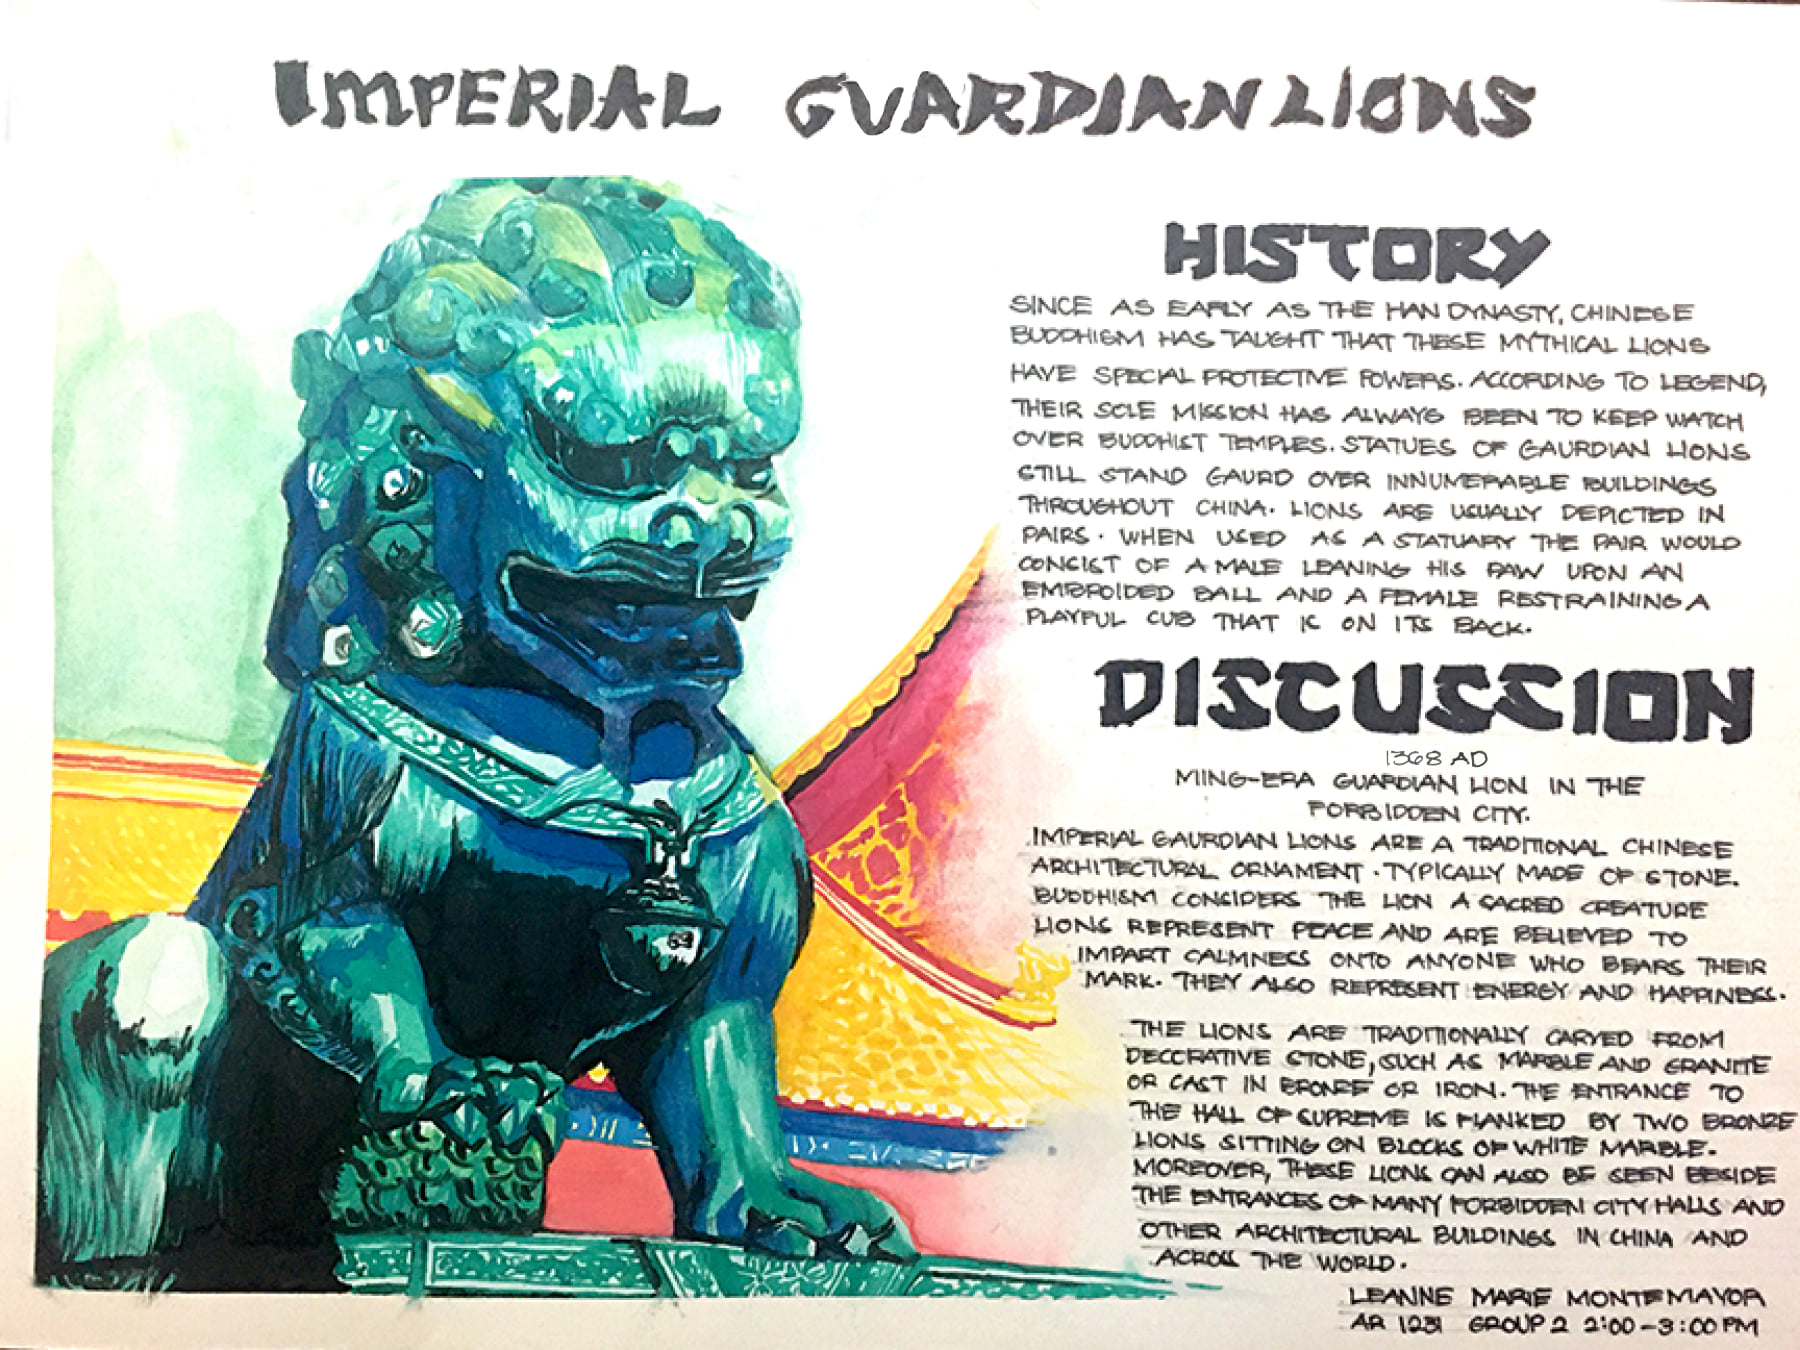 IMPERIAL GUARDIAN LIONS
HISTORY
SINCE AS EARLY AS THE HAN DYNASTY, CHINESE
BUDDHISM HAS TAUGHT THAT THESE MYTHICAL LIONS
HAVE SPECIAL PROTECTIVE POWERS. ACCORDING TO LEGEND,
THEIR SOLE MISSION HAS ALWAYS BEEN TO KEEP WATCH
OVER BUDDHIST TEMPLES. STATUES OF GAURDIAN LIONS
STILL STAND GAURD OVER INNUMERABLE BUILDINGS
THROUGHOUT CHINA. LIONS ARE USUALLY DEPICTED IN
PAIRS. WHEN USED AS A STATUARY THE PAIR WOULD
CONSIST OF A MALE LEANING HIS PAW UPON AN
EMBROIDED BALL AND A FEMALE RESTRAINING A
PLAYFUL CUB THAT IS ON ITS BACK.
DISCUSSION
1368 AD
MING-ERA GUARDIAN LION IN THE
FORBIDDEN CITY.
IMPERIAL GAURDIAN LIONS ARE A TRADITIONAL CHINESE
ARCHITECTURAL ORNAMENT. TYPICALLY MADE OF STONE.
BUDDHISM CONSIDERS THE LION A SACRED CREATURE
LIONS REPRESENT PEACE AND ARE BELIEVED TO
IMPART CALMNESS ONTO ANYONE WHO BEARS THEIR
MARK. THEY ALSO REPRESENT ENERGY AND HAPPINESS.
THE LIONS ARE TRADITIONALLY CARVED FROM
DECORATIVE STONE, SUCH AS MARBLE AND GRANITE
OR CAST IN BRONZE OR IRON. THE ENTRANCE TO
THE HALL OF SUPREME IS FLANKED BY TWO BRONZE
LIONS SITTING ON BLOCKS OF WHITE MARBLE.
MOREOVER, THESE LIONS CAN ALSO BE SEEN BESIDE
THE ENTRANCES OF MANY FORBIDDEN CITY HALLS AND
OTHER ARCHITECTURAL BUILDINGS IN CHINA AND
ACROSS THE WORLD.
LEANNE MARIE MONTEMAYOR
AR 1231 GROUP 2 2:00-3:00 PM